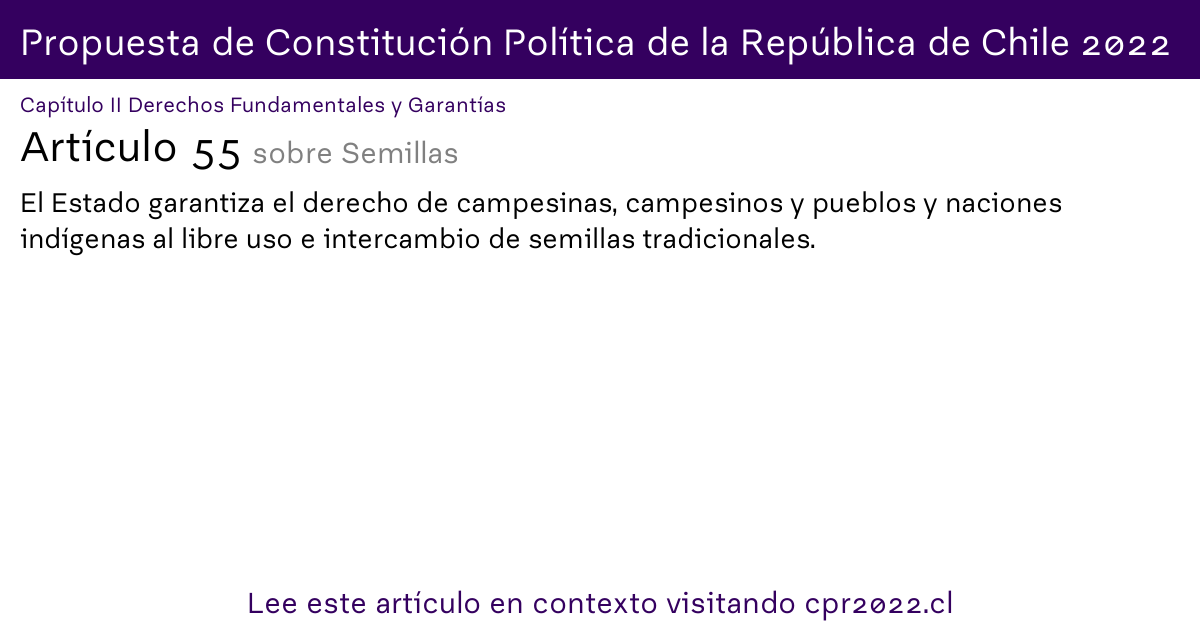 Propuesta de Constitución Política de la República de Chile 2022
Capítulo II Derechos Fundamentales y Garantías
Artículo 55 sobre Semillas
El Estado garantiza el derecho de campesinas, campesinos y pueblos y naciones
indígenas al libre uso e intercambio de semillas tradicionales.
Lee este artículo en contexto visitando cpr2022.cl